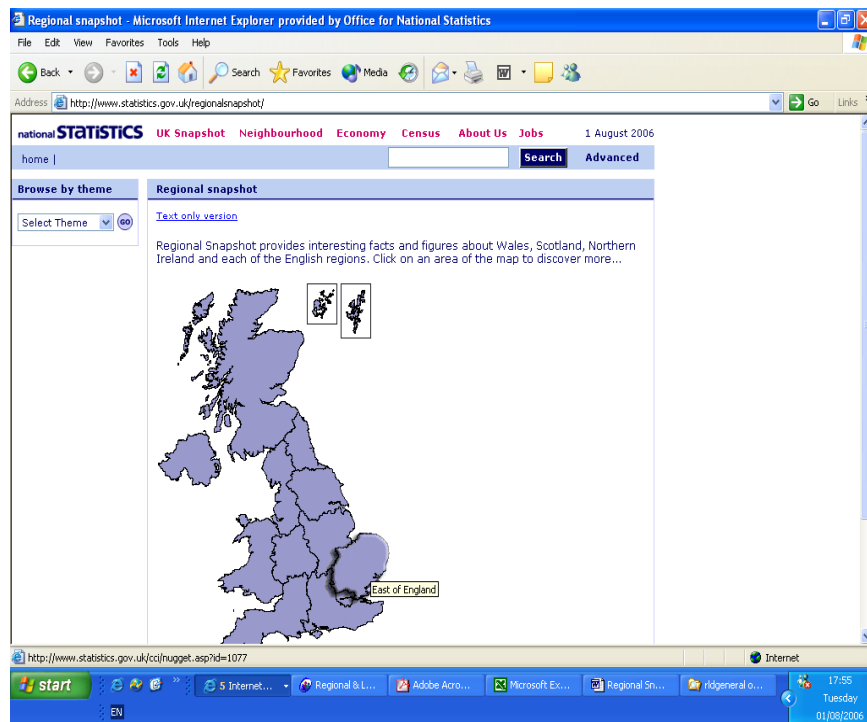 Regional snapshot - Microsoft Internet Explorer provided by Office for National Statistics
File Edit View Favorites Tools Help
Back Search Favorites Media
Address http://www.statistics.gov.uk/regionalsnapshot/ Go Links
national STATISTICS UK Snapshot Neighbourhood Economy Census About Us Jobs 1 August 2006
home | Search Advanced
Browse by theme
Select Theme GO
Regional snapshot
Text only version
Regional Snapshot provides interesting facts and figures about Wales, Scotland, Northern
Ireland and each of the English regions. Click on an area of the map to discover more...
East of England
http://www.statistics.gov.uk/cci/nugget.asp?id=1077 Internet
start 5 Internet... Regional & L... Adobe Acro... Microsoft Ex... Regional Sn... rldgeneral o... 17:55
Tuesday
EN 01/08/2006